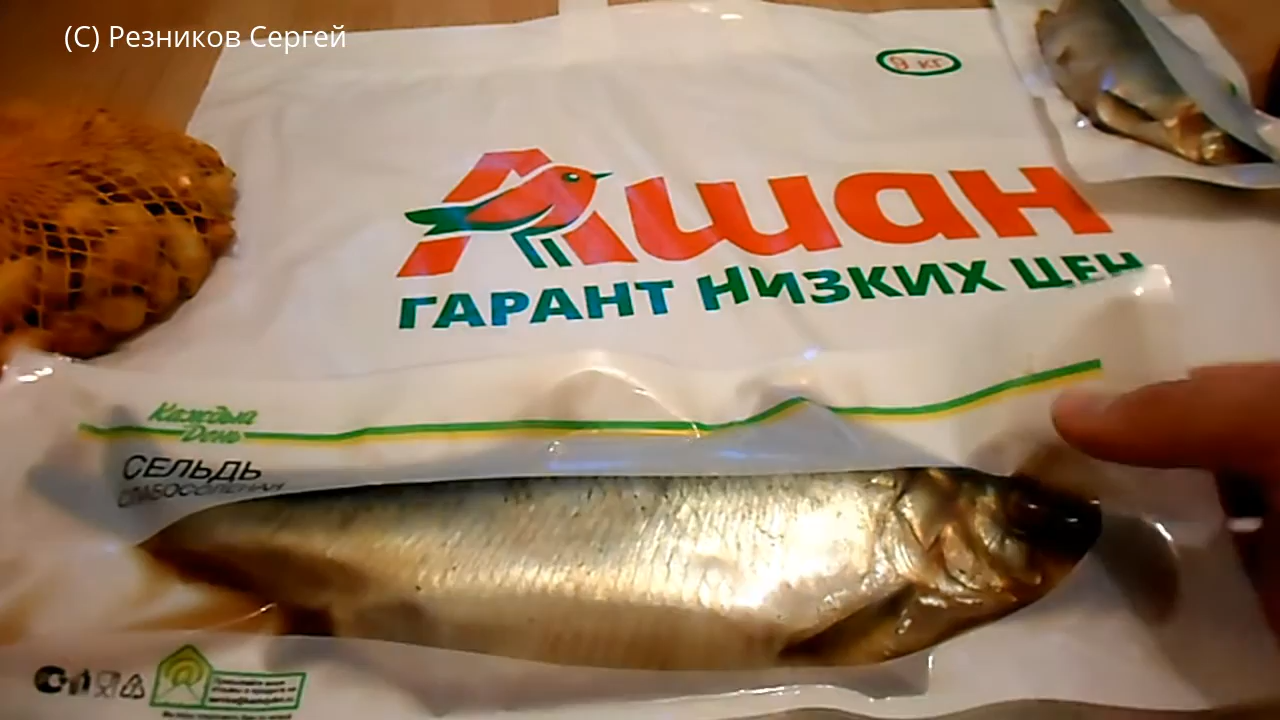 (C) Резников Сергей
9 кг
Ашан
ГАРАНТ НИЗКИХ ЦЕН
Каждый
День
СЕЛЬДЬ
СЛАБОСОЛЕНАЯ